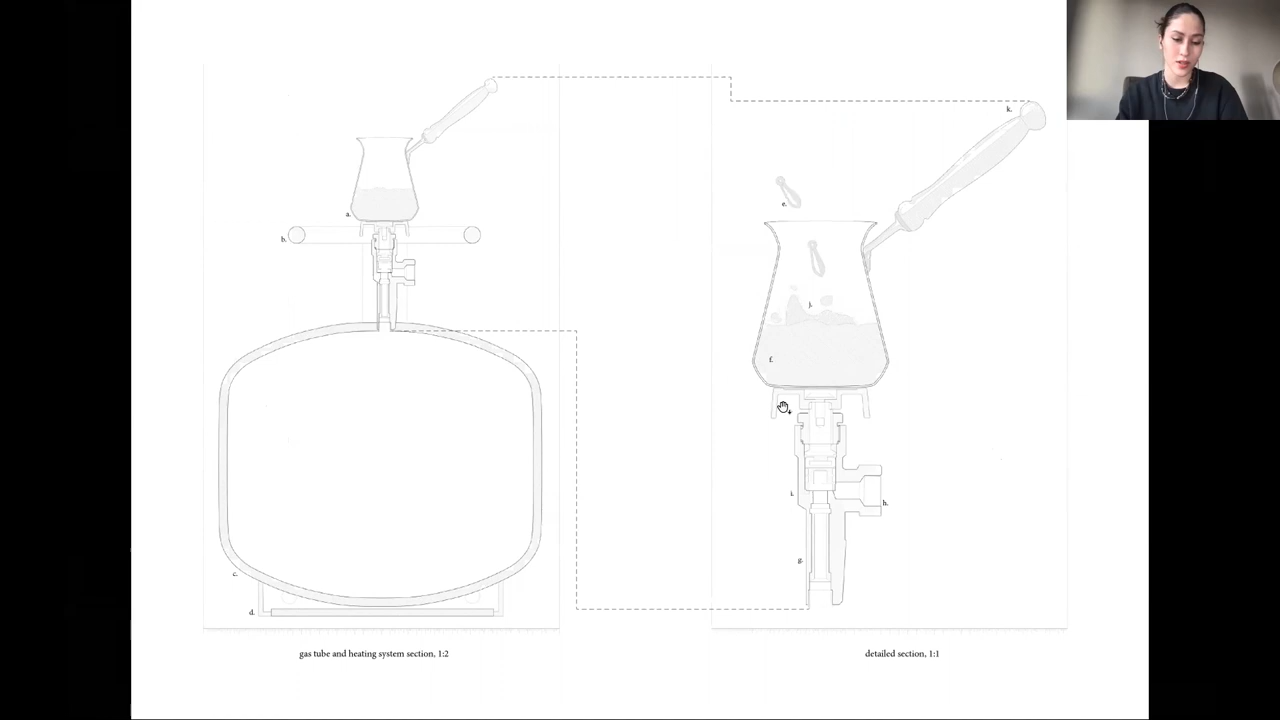 k.
e.
a.
b.
j.
f.
i.
h.
g.
c.
d.
gas tube and heating system section, 1:2
detailed section, 1:1